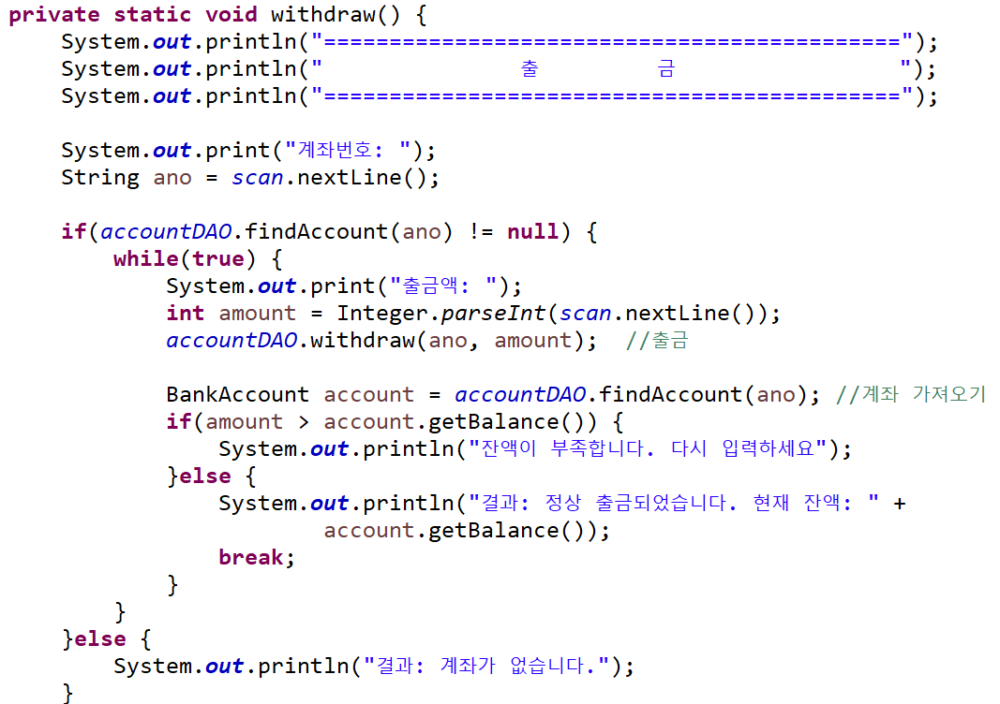 private static void withdraw() {
    System.out.println("============================================");
    System.out.println("               출         금                 ");
    System.out.println("============================================");

    System.out.print("계좌번호: ");
    String ano = scan.nextLine();

    if(accountDAO.findAccount(ano) != null) {
        while(true) {
            System.out.print("출금액: ");
            int amount = Integer.parseInt(scan.nextLine());
            accountDAO.withdraw(ano, amount);  //출금

            BankAccount account = accountDAO.findAccount(ano); //계좌 가져오기
            if(amount > account.getBalance()) {
                System.out.println("잔액이 부족합니다. 다시 입력하세요");
            }else {
                System.out.println("결과: 정상 출금되었습니다. 현재 잔액: " +
                        account.getBalance());
                break;
            }
        }
    }else {
        System.out.println("결과: 계좌가 없습니다.");
    }